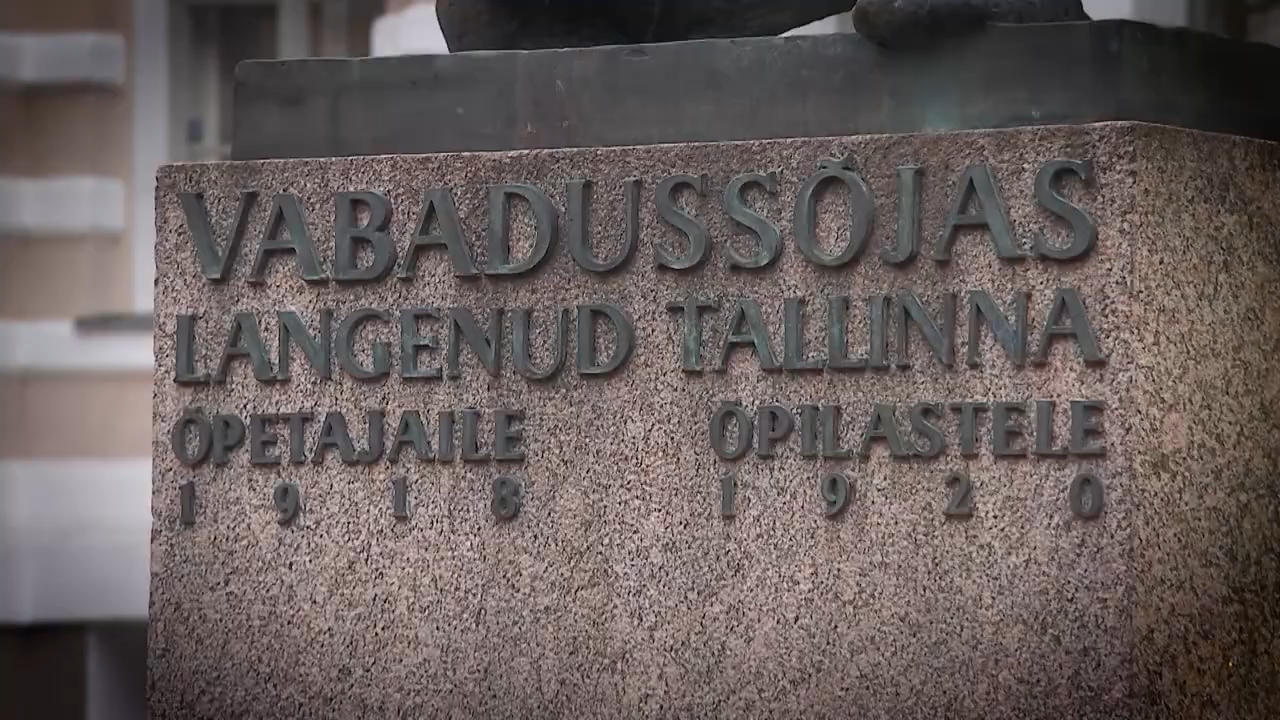 VABADUSSÕJAS
LANGENUD TALLINNA
ÕPETAJAILE ÕPILASTELE
1918 1920